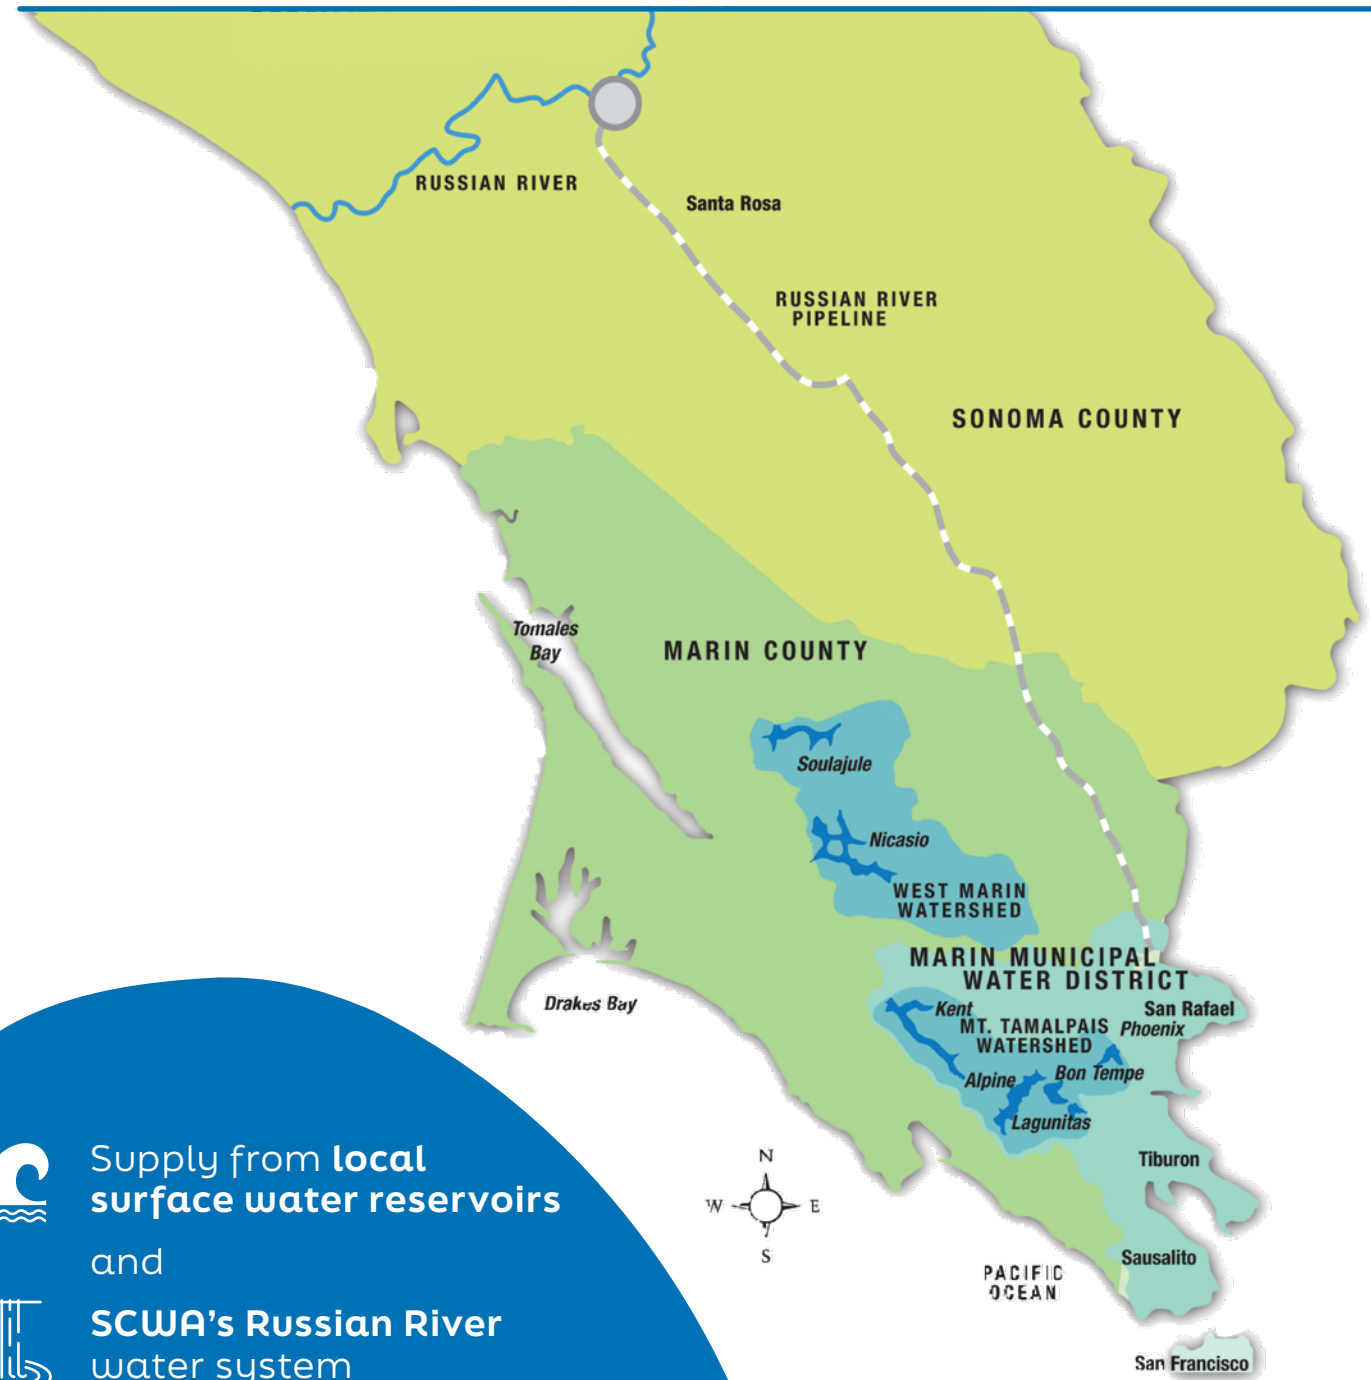 RUSSIAN RIVER
Santa Rosa
RUSSIAN RIVER
PIPELINE
SONOMA COUNTY
Tomales
Bay
MARIN COUNTY
Soulajule
Nicasio
WEST MARIN
WATERSHED
MARIN MUNICIPAL
WATER DISTRICT
Drakes Bay
Kent
San Rafael
MT. TAMALPAIS
WATERSHED
Phoenix
Alpine
Bon Tempe
Lagunitas
Tiburon
N
W
E
S
Sausalito
PACIFIC
OCEAN
San Francisco
Supply from local
surface water reservoirs
and
SCWA's Russian River
water system